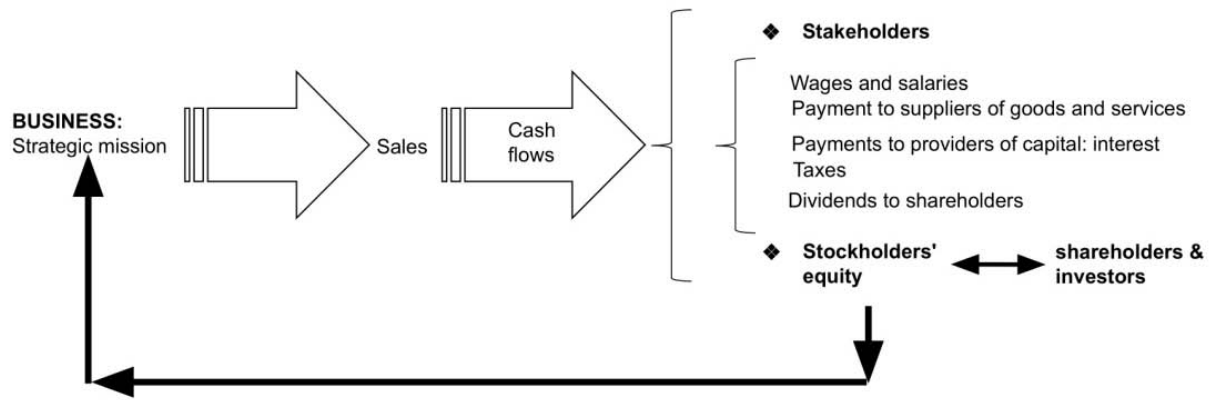 ❖ Stakeholders
Wages and salaries
Payment to suppliers of goods and services
BUSINESS:
Strategic mission
Sales
Cash
flows
Payments to providers of capital: interest
Taxes
Dividends to shareholders
❖ Stockholders'
equity
shareholders &
investors